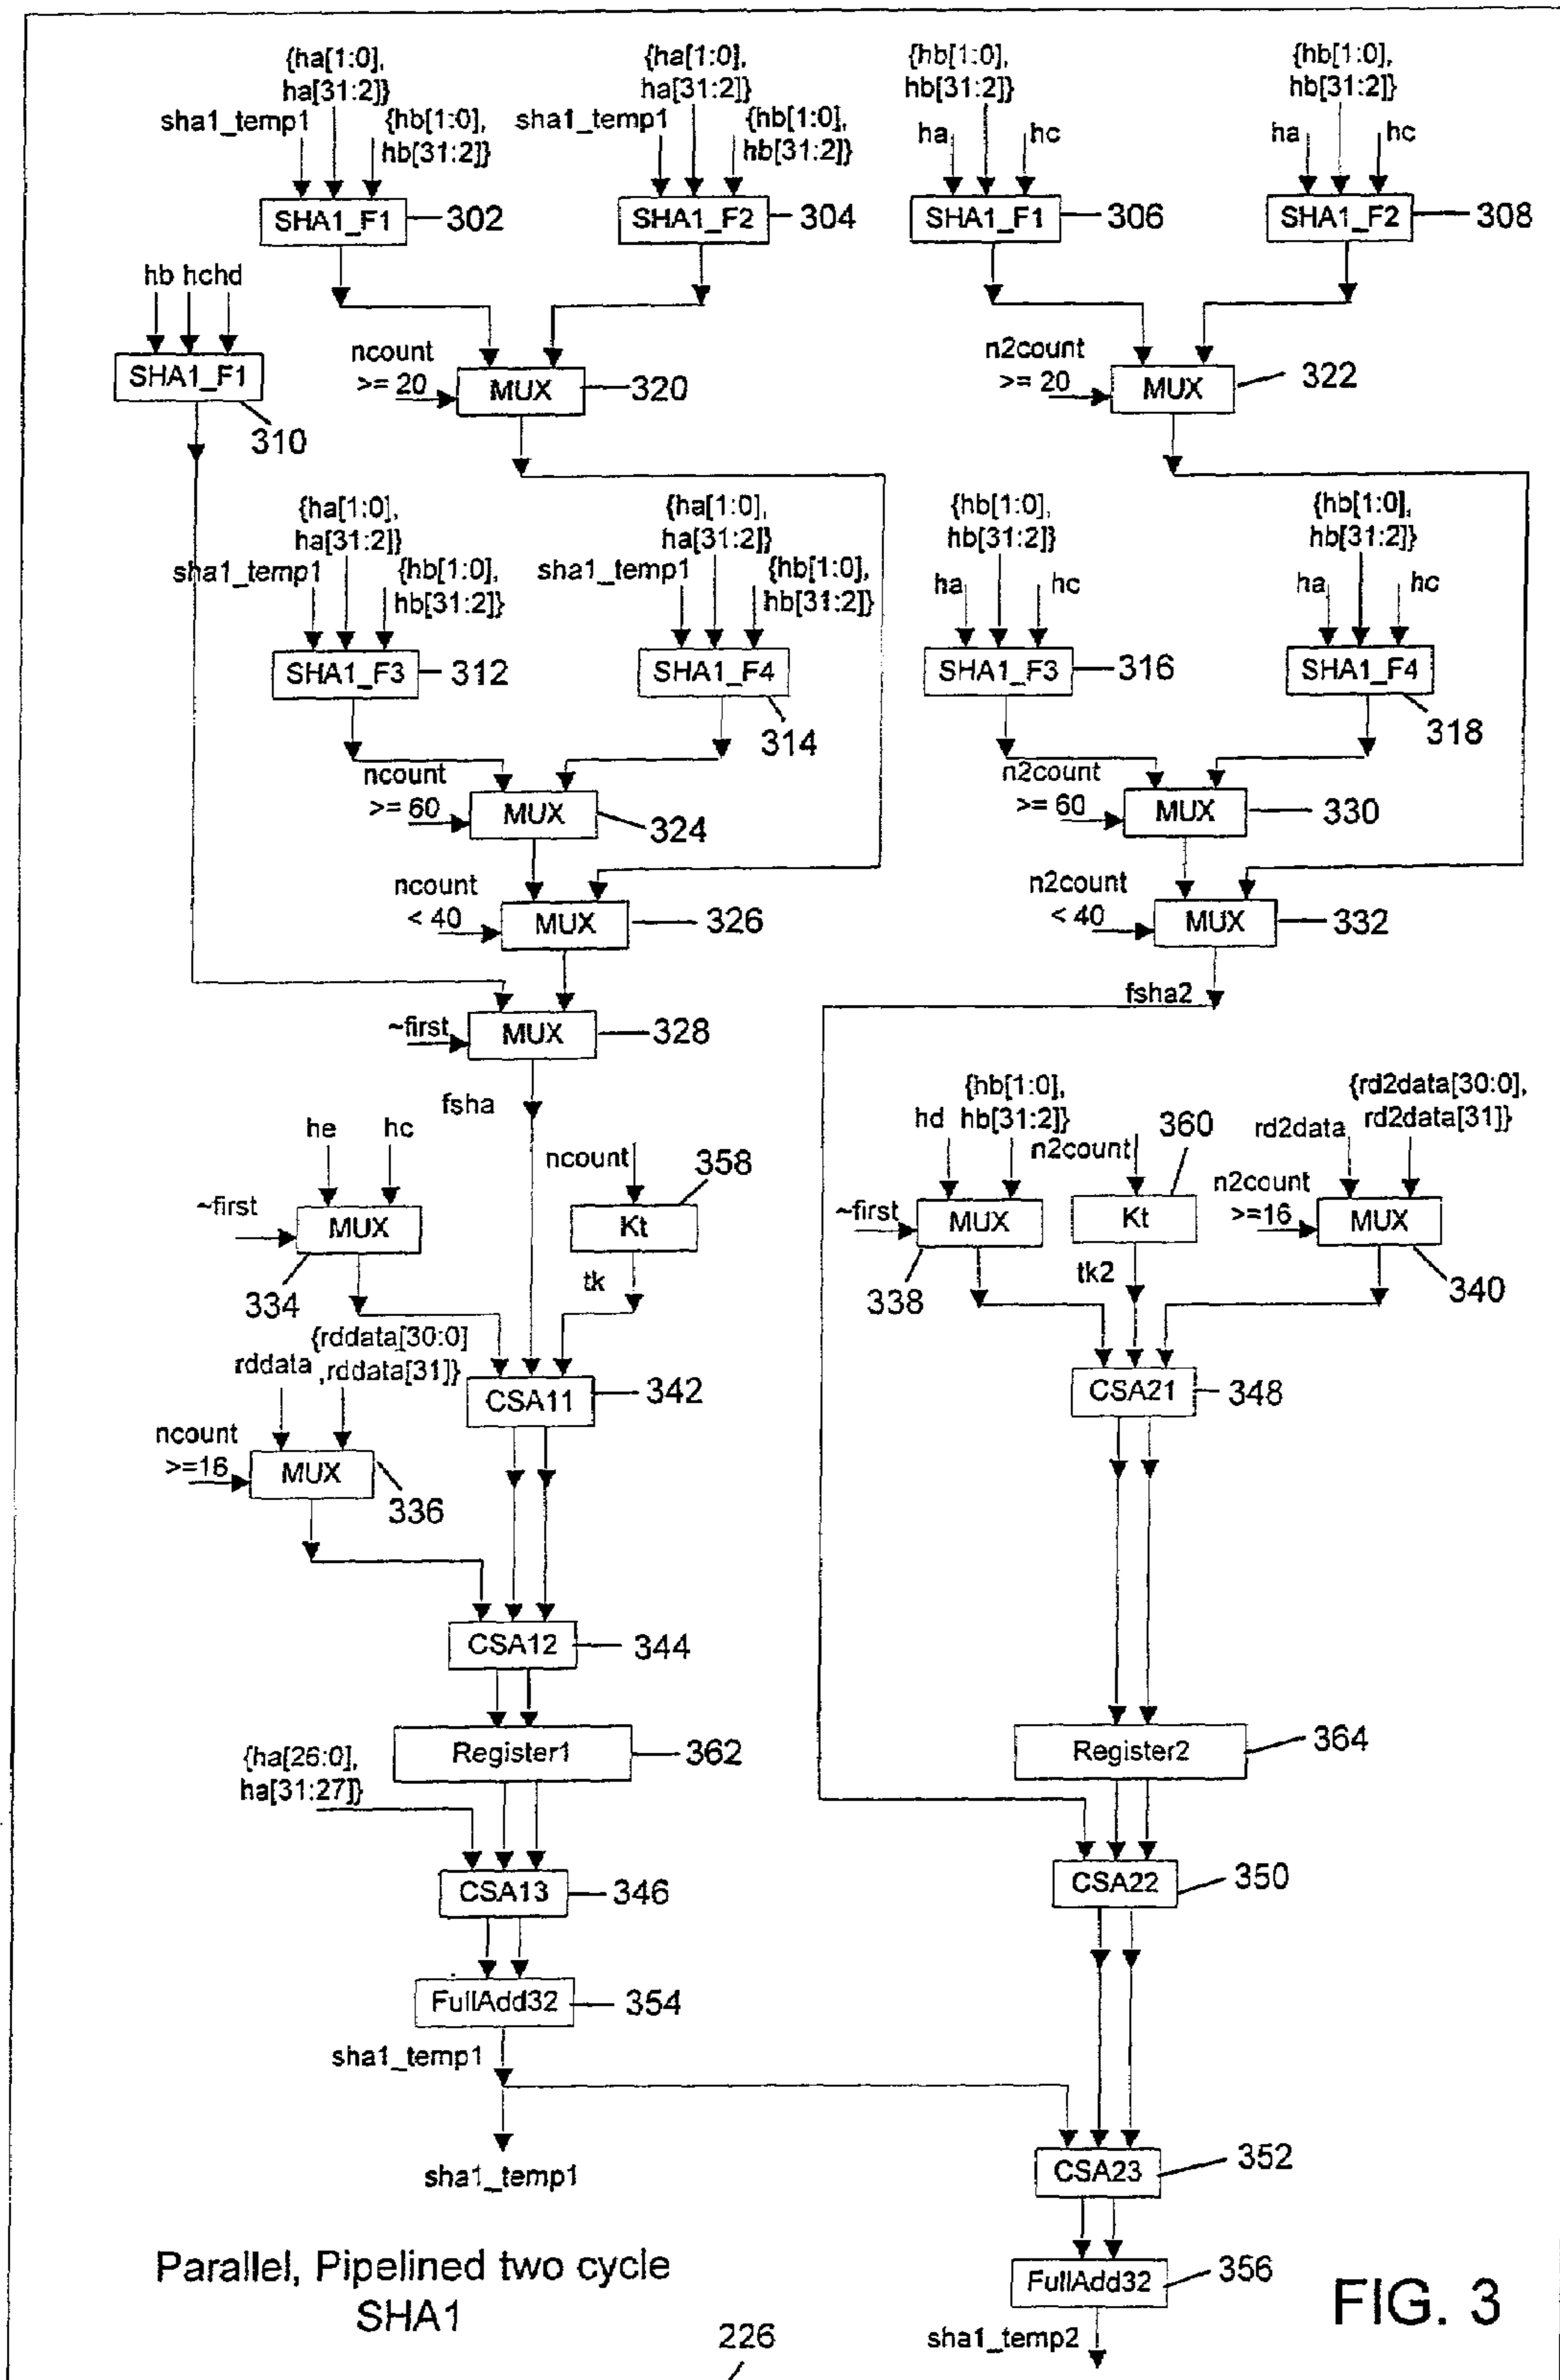 {ha[1:0],
ha[31:2]}
sha1_temp1
{hb[1:0],
hb[31:2]}
SHA1_F1
302
{ha[1:0],
ha[31:2]}
sha1_temp1
{hb[1:0],
hb[31:2]}
SHA1_F2
304
{hb[1:0],
hb[31:2]}
ha
hc
SHA1_F1
306
{hb[1:0],
hb[31:2]}
ha
hc
SHA1_F2
308
hb hchd
SHA1_F1
310
ncount
>= 20
MUX
320
n2count
>= 20
MUX
322
{ha[1:0],
ha[31:2]}
sha1_temp1
{hb[1:0],
hb[31:2]}
SHA1_F3
312
{ha[1:0],
ha[31:2]}
sha1_temp1
{hb[1:0],
hb[31:2]}
SHA1_F4
314
{hb[1:0],
hb[31:2]}
ha
hc
SHA1_F3
316
{hb[1:0],
hb[31:2]}
ha
hc
SHA1_F4
318
ncount
>= 60
MUX
324
n2count
>= 60
MUX
330
ncount
< 40
MUX
326
n2count
< 40
MUX
332
fsha2
~first
MUX
328
fsha
he
hc
~first
MUX
334
ncount
358
Kt
tk
hd
{hb[1:0],
hb[31:2]}
~first
MUX
338
n2count
360
Kt
tk2
rd2data
{rd2data[30:0],
rd2data[31]}
n2count
>=16
MUX
340
rddata
{rddata[30:0]
,rddata[31]}
ncount
>=16
MUX
336
CSA11
342
CSA21
348
CSA12
344
Register1
362
Register2
364
{ha[26:0],
ha[31:27]}
CSA13
346
CSA22
350
FullAdd32
354
sha1_temp1
sha1_temp1
CSA23
352
FullAdd32
356
sha1_temp2
Parallel, Pipelined two cycle
SHA1
226
FIG. 3